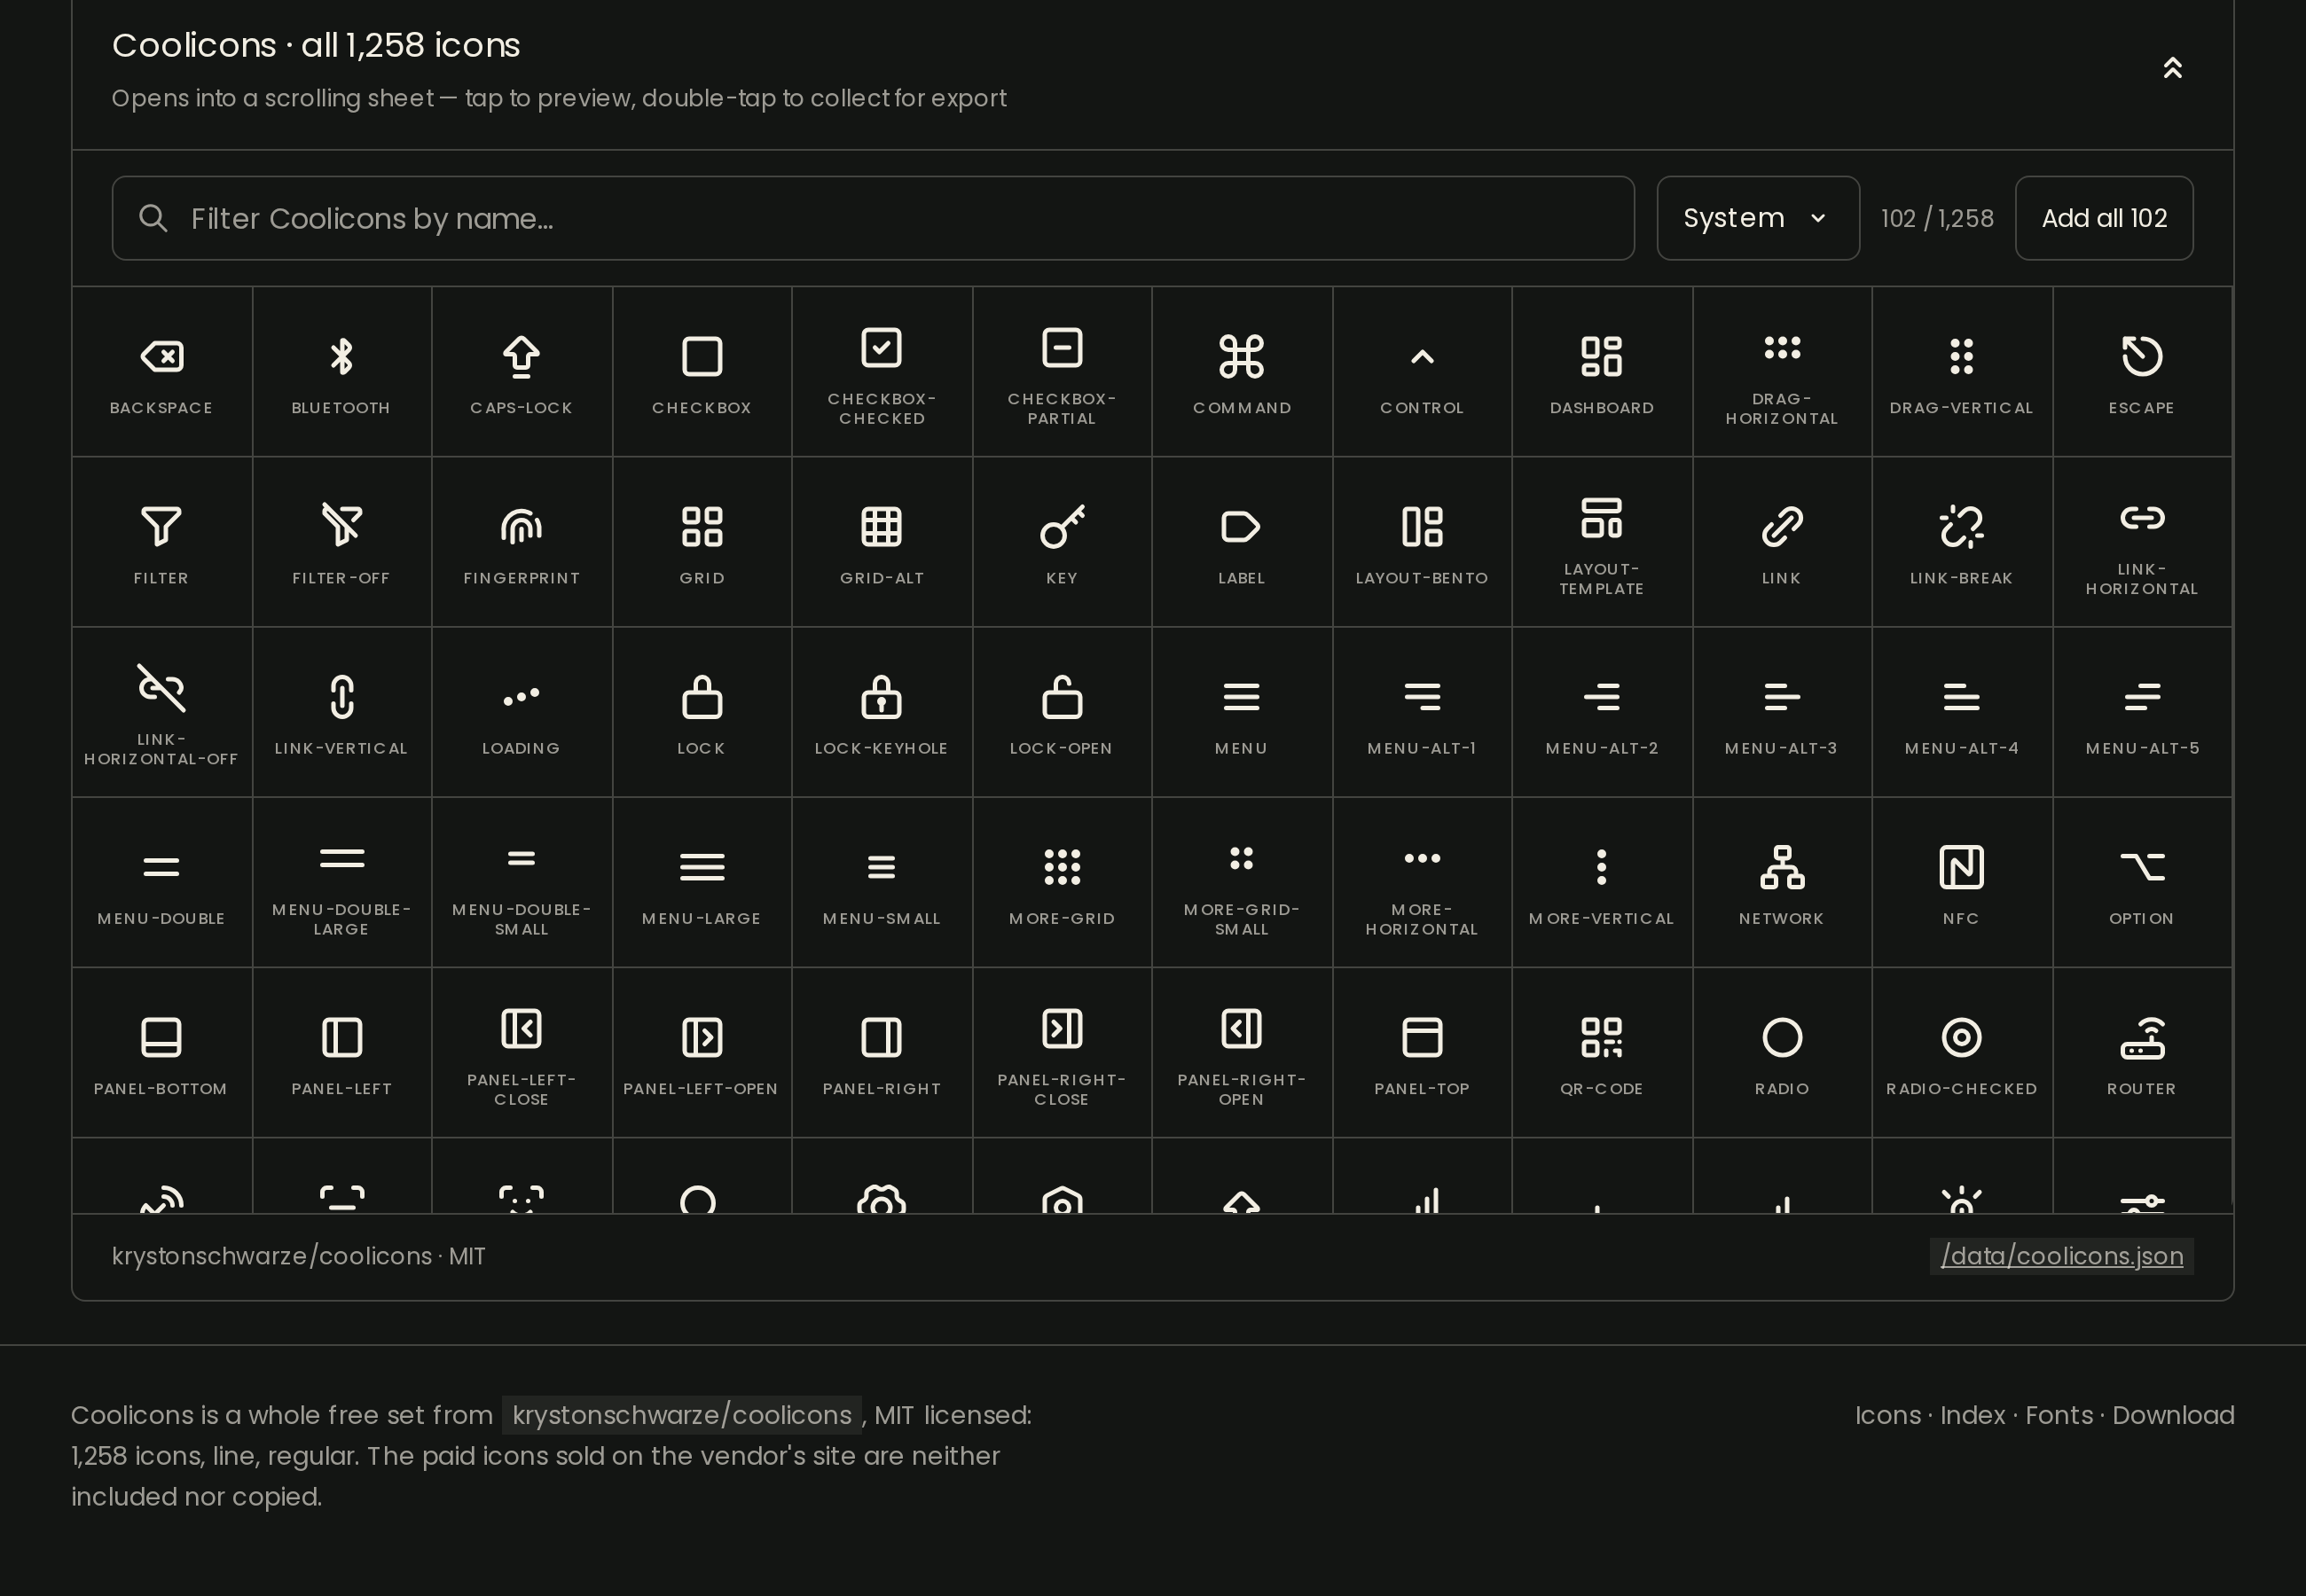 Coolicons · all 1,258 icons
Opens into a scrolling sheet — tap to preview, double-tap to collect for export
Filter Coolicons by name...
System
102 / 1,258
Add all 102
BACKSPACE
BLUETOOTH
CAPS-LOCK
CHECKBOX
CHECKBOX-
CHECKED
CHECKBOX-
PARTIAL
COMMAND
CONTROL
DASHBOARD
DRAG-
HORIZONTAL
DRAG-VERTICAL
ESCAPE
FILTER
FILTER-OFF
FINGERPRINT
GRID
GRID-ALT
KEY
LABEL
LAYOUT-BENTO
LAYOUT-
TEMPLATE
LINK
LINK-BREAK
LINK-
HORIZONTAL
LINK-
HORIZONTAL-OFF
LINK-VERTICAL
LOADING
LOCK
LOCK-KEYHOLE
LOCK-OPEN
MENU
MENU-ALT-1
MENU-ALT-2
MENU-ALT-3
MENU-ALT-4
MENU-ALT-5
MENU-DOUBLE
MENU-DOUBLE-
LARGE
MENU-DOUBLE-
SMALL
MENU-LARGE
MENU-SMALL
MORE-GRID
MORE-GRID-
SMALL
MORE-
HORIZONTAL
MORE-VERTICAL
NETWORK
NFC
OPTION
PANEL-BOTTOM
PANEL-LEFT
PANEL-LEFT-
CLOSE
PANEL-LEFT-OPEN
PANEL-RIGHT
PANEL-RIGHT-
CLOSE
PANEL-RIGHT-
OPEN
PANEL-TOP
QR-CODE
RADIO
RADIO-CHECKED
ROUTER
krystonschwarze/coolicons · MIT
/data/coolicons.json
Coolicons is a whole free set from krystonschwarze/coolicons, MIT licensed:
1,258 icons, line, regular. The paid icons sold on the vendor's site are neither
included nor copied.
Icons · Index · Fonts · Download